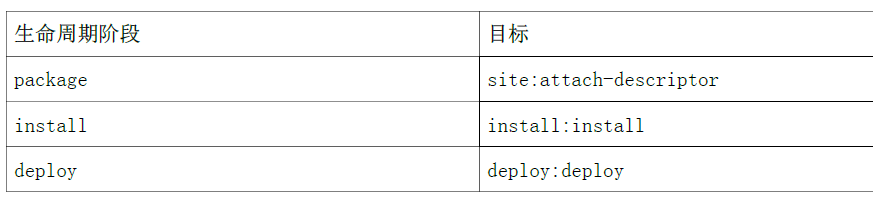 生命周期阶段 目标
package site:attach-descriptor
install install:install
deploy deploy:deploy